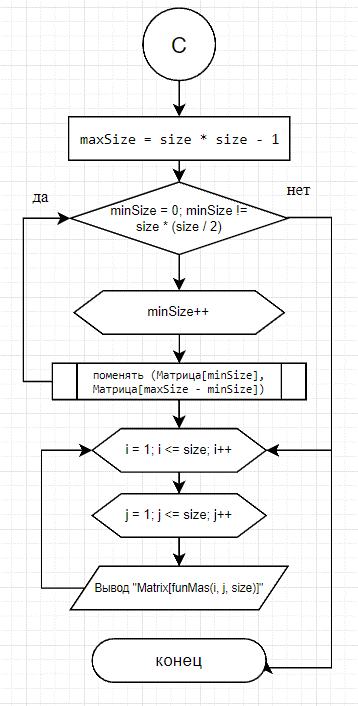 C
maxSize = size * size - 1
да
нет
minSize = 0; minSize !=
size * (size / 2)
minSize++
поменять (Матрица[minSize],
Матрица[maxSize - minSize])
i = 1; i <= size; i++
j = 1; j <= size; j++
Вывод "Matrix[funMas(i, j, size)]"
конец